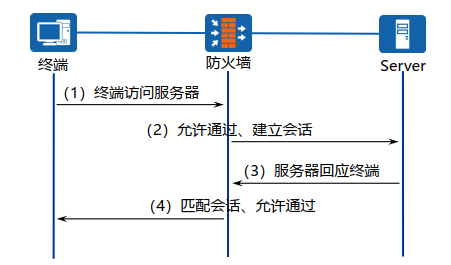 终端
防火墙
Server
（1）终端访问服务器
（2）允许通过、建立会话
（3）服务器回应终端
（4）匹配会话、允许通过